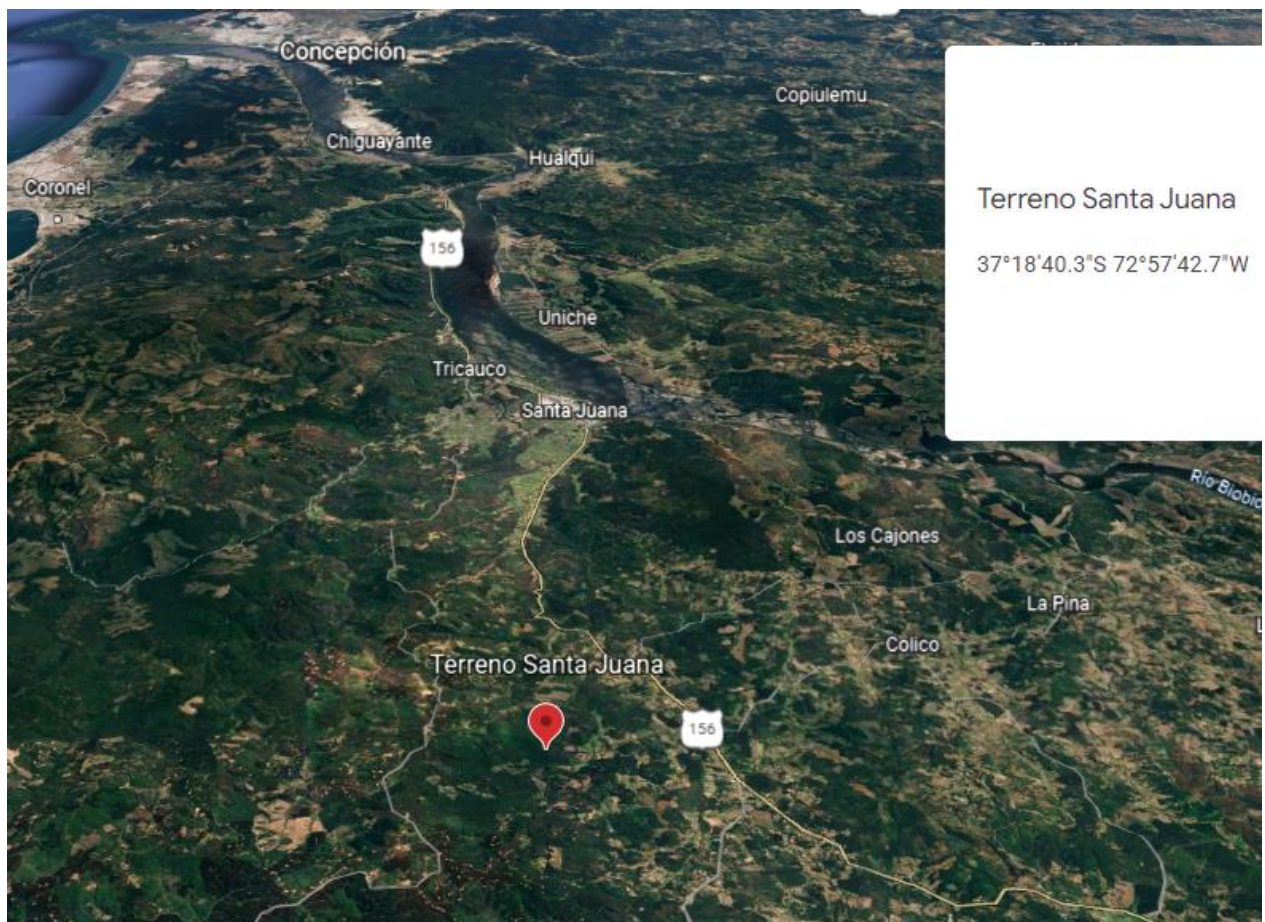 Concepción
Copiulemu
Chiguayante
Hualqui
Coronel
Terreno Santa Juana
37°18'40.3"S 72°57'42.7"W
156
Uniche
Tricauco
Santa Juana
Río Biobío
Los Cajones
La Pina
Colico
Terreno Santa Juana
156